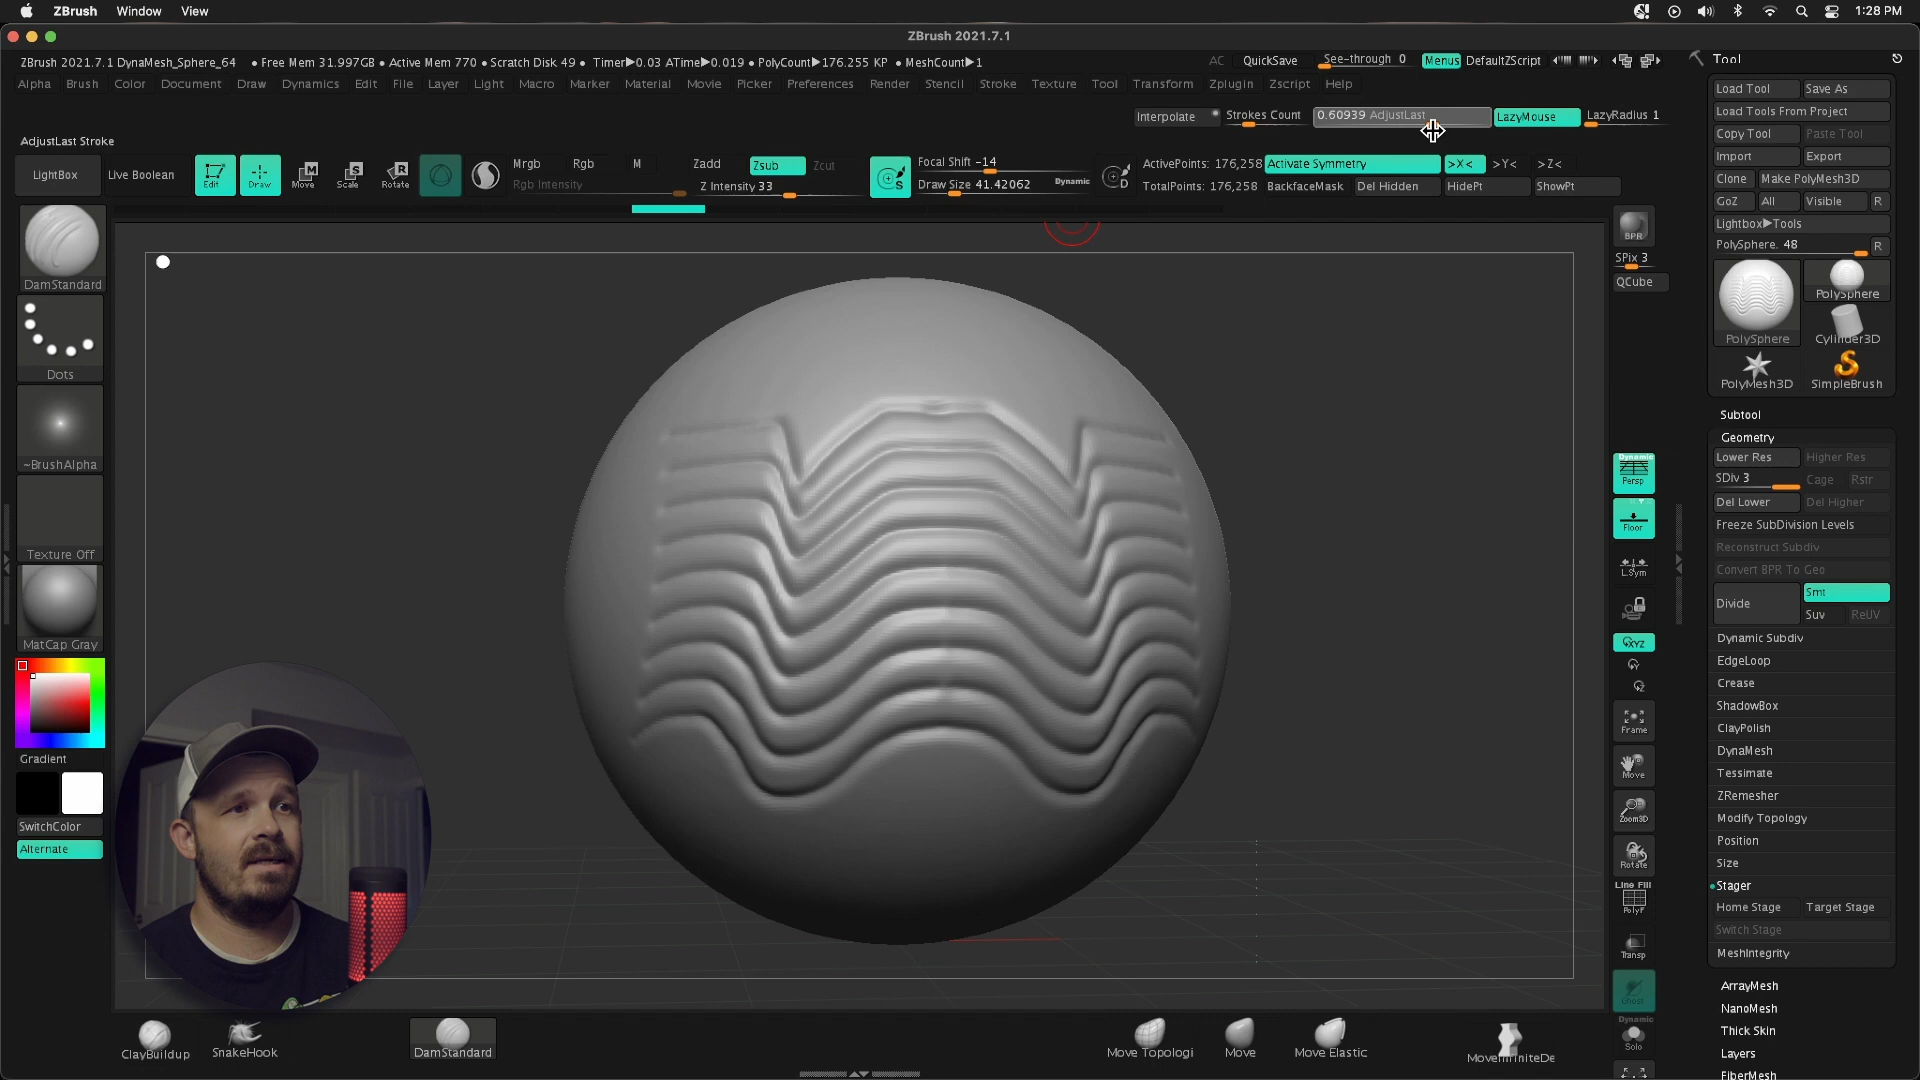 ZBrush Window View 1:28 PM
ZBrush 2021.7.1
ZBrush 2021.7.1 DynaMesh_Sphere_64 • Free Mem 31.997GB • Active Mem 770 • Scratch Disk 49 • Timer▶0.03 ATime▶0.019 • PolyCount▶176.255 KP • MeshCount▶1 AC QuickSave See-through 0 Menus DefaultZScript
Alpha Brush Color Document Draw Dynamics Edit File Layer Light Macro Marker Material Movie Picker Preferences Render Stencil Stroke Texture Tool Transform Zplugin Zscript Help
Interpolate Strokes Count 0.60939 AdjustLast LazyMouse LazyRadius 1
AdjustLast Stroke
LightBox Live Boolean Edit Draw Move Scale Rotate
M S R
Mrgb Rgb M Zadd Zsub Zcut Focal Shift -14 ActivePoints: 176,258 Activate Symmetry >X< >Y< >Z<
Rgb Intensity Z Intensity 33 Draw Size 41.42062 Dynamic TotalPoints: 176,258 BackfaceMask Del Hidden HidePt ShowPt
S D
DamStandard
Dots
~BrushAlpha
Texture Off
MatCap Gray
Gradient
SwitchColor
Alternate
BPR
SPix 3
QCube
Dynamic
Persp
Floor
L.Sym
XYZ
Frame
Move
Zoom3D
Rotate
Line Fill
PolyF
Transp
Ghost
Dynamic
Solo
Tool
Load Tool Save As
Load Tools From Project
Copy Tool Paste Tool
Import Export
Clone Make PolyMesh3D
GoZ All Visible R
Lightbox▶Tools
PolySphere. 48 R
PolySphere PolySphere
Cylinder3D
PolyMesh3D SimpleBrush
Subtool
Geometry
Lower Res Higher Res
SDiv 3 Cage Rstr
Del Lower Del Higher
Freeze SubDivision Levels
Reconstruct Subdiv
Convert BPR To Geo
Divide Smt
Suv ReUV
Dynamic Subdiv
EdgeLoop
Crease
ShadowBox
ClayPolish
DynaMesh
Tessimate
ZRemesher
Modify Topology
Position
Size
Stager
Home Stage Target Stage
Switch Stage
MeshIntegrity
ArrayMesh
NanoMesh
Thick Skin
Layers
FiberMesh
ClayBuildup SnakeHook DamStandard Move Topologi Move Move Elastic